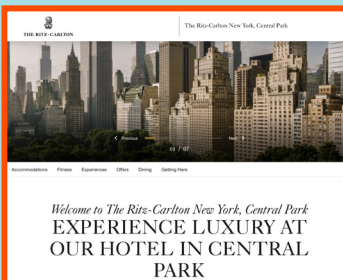 THE RITZ-CARLTON
The Ritz-Carlton New York, Central Park
Previous
Next
01 / 07
Accommodations Fitness Experiences Offers Dining Getting Here
Welcome to The Ritz-Carlton New York, Central Park
EXPERIENCE LUXURY AT
OUR HOTEL IN CENTRAL
PARK